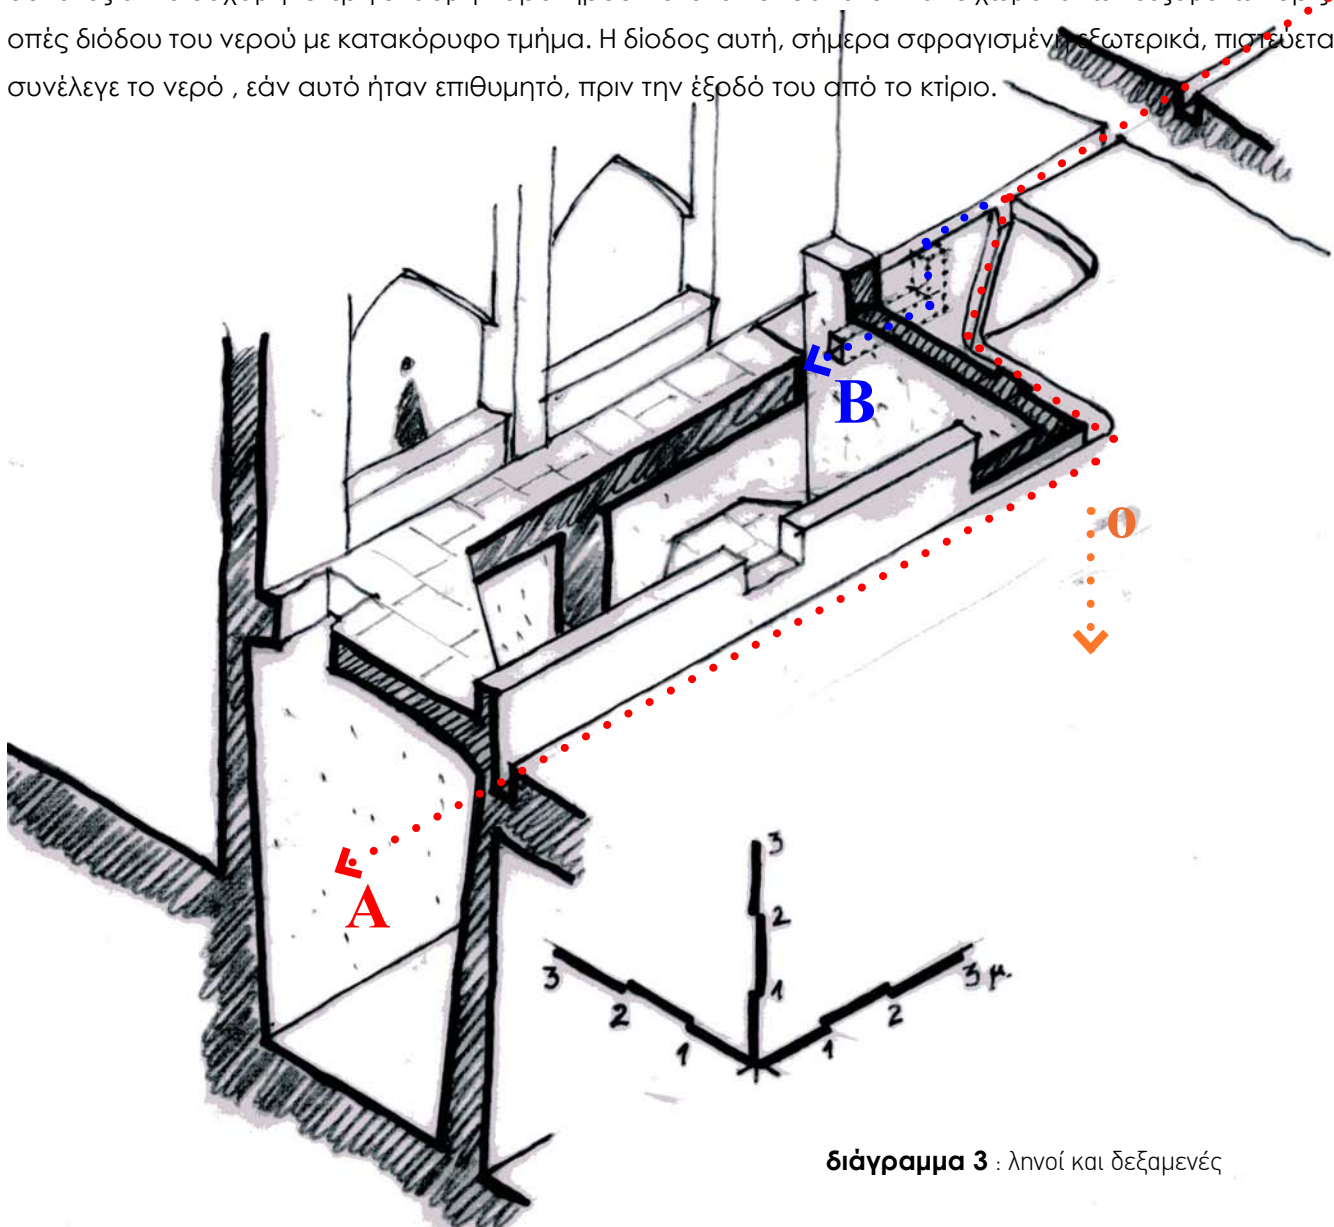 οπές διόδου του νερού με κατακόρυφο τμήμα. Η δίοδος αυτή, σήμερα σφραγισμένη εξωτερικά, πιστεύετα
συνέλεγε το νερό , εάν αυτό ήταν επιθυμητό, πριν την έξοδό του από το κτίριο.
B
o
A
3
2
1
3
2
1
1
2
3 μ.
διάγραμμα 3 : ληνοί και δεξαμενές